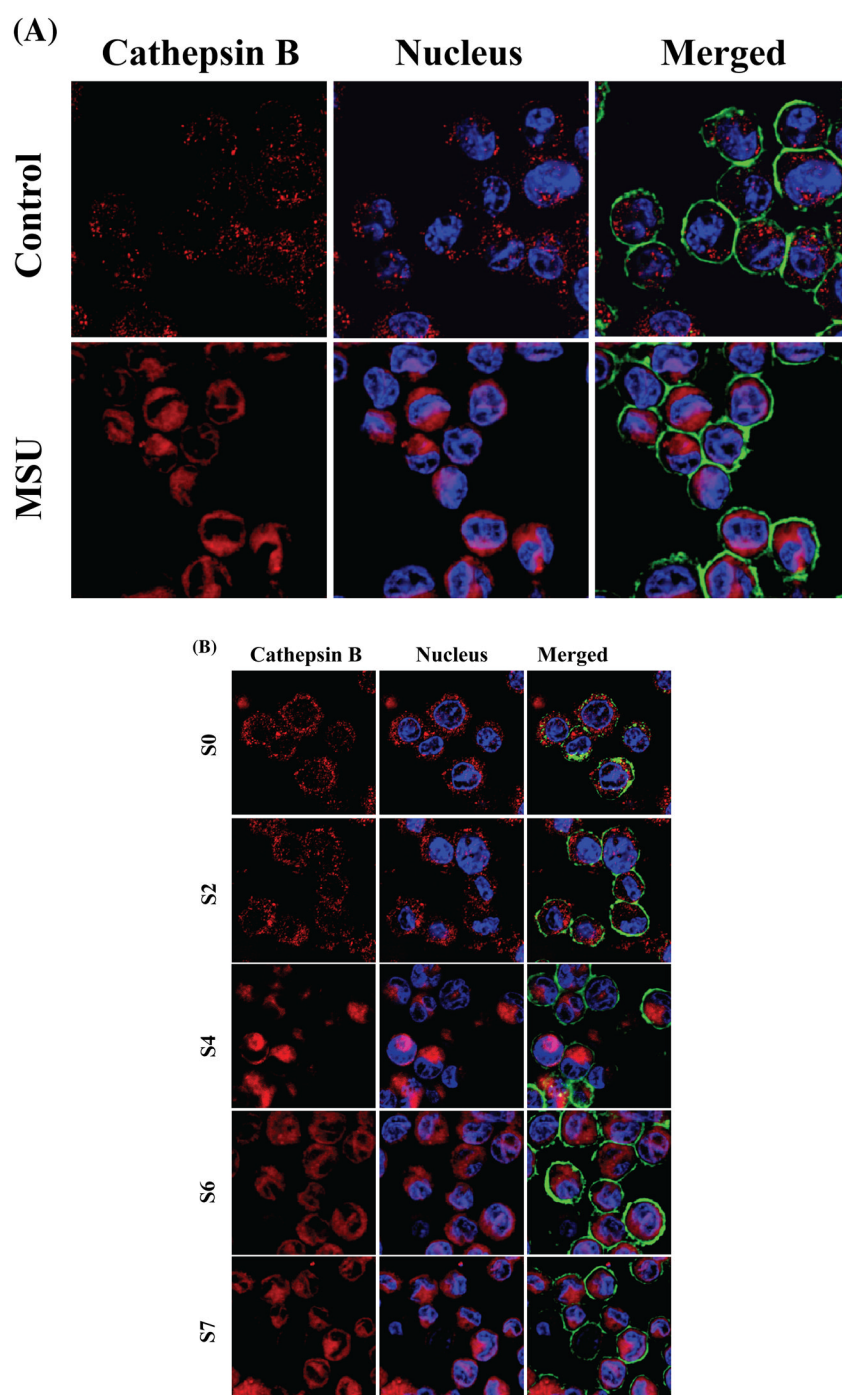 (A)
Cathepsin B Nucleus Merged
Control
MSU
(B)
Cathepsin B Nucleus Merged
S0
S2
S4
S6
S7